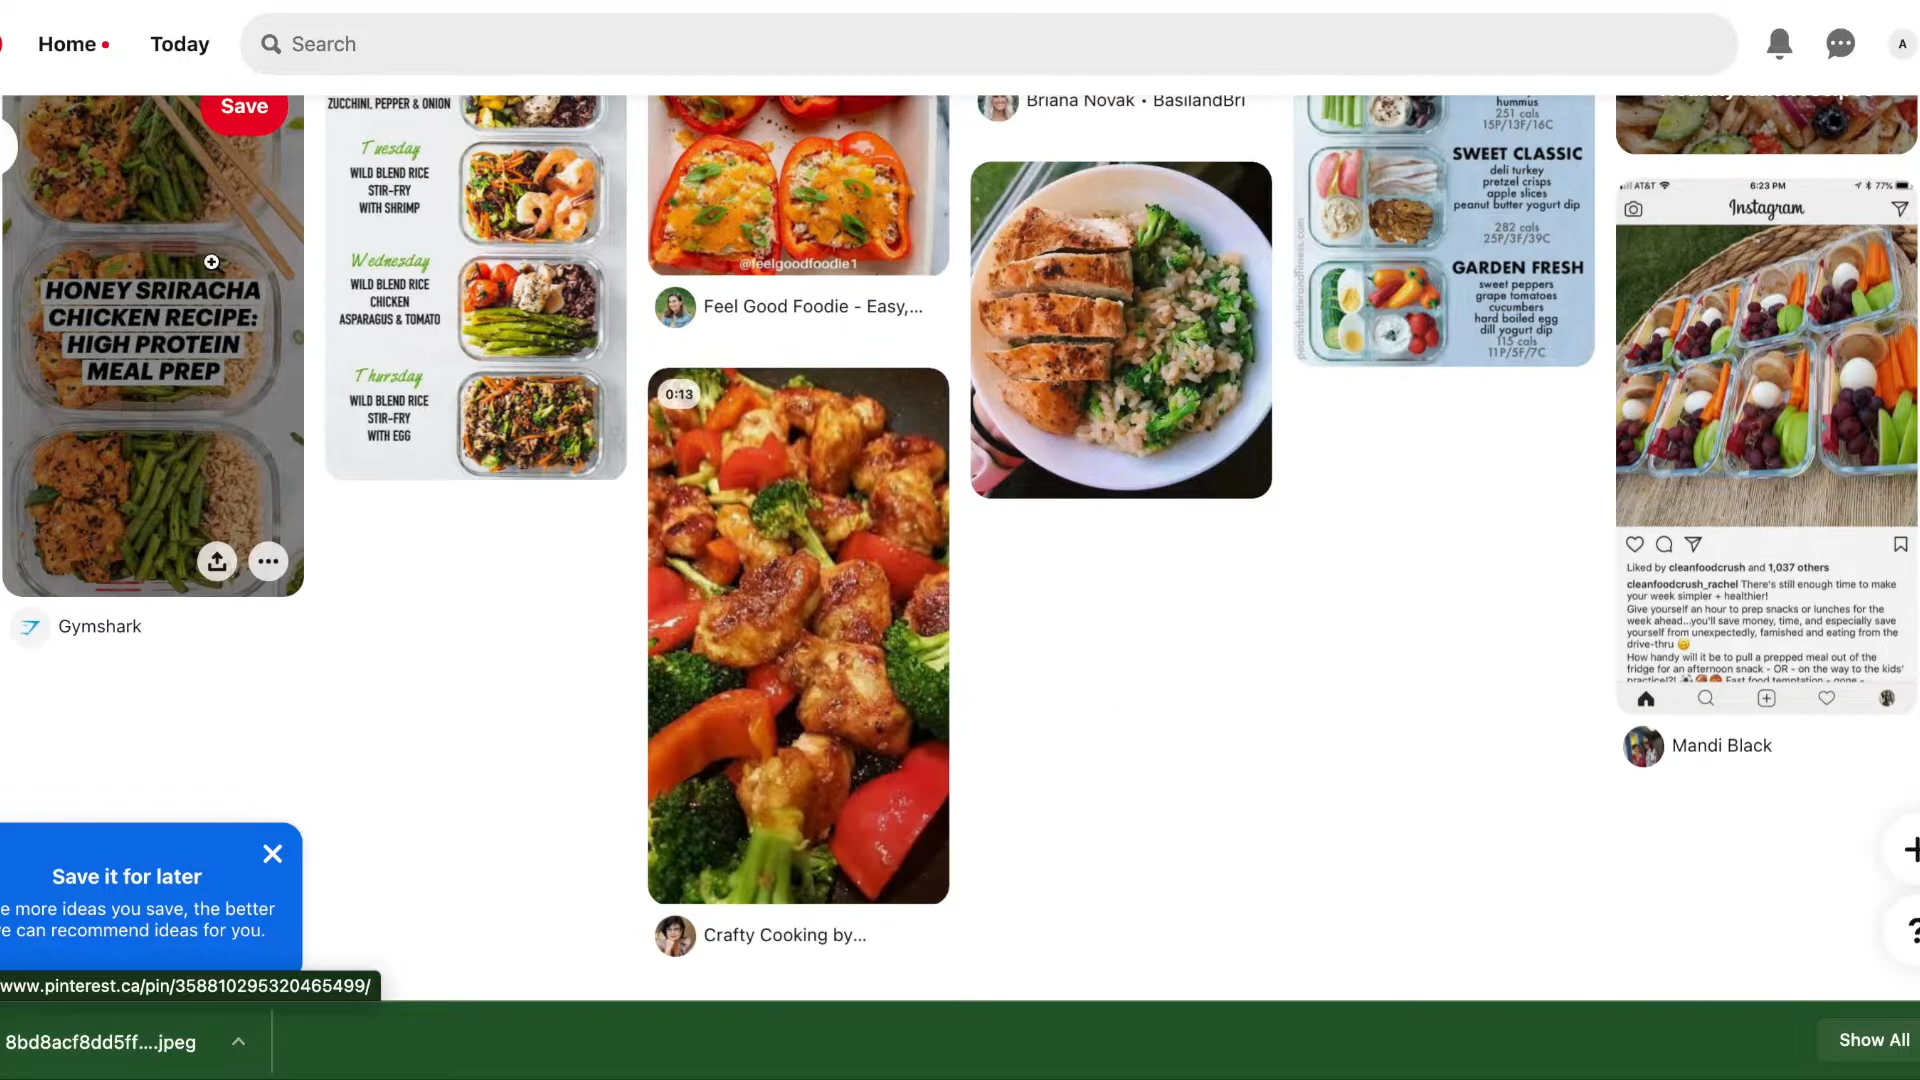 Home
Today
Search
A
Save
HONEY SRIRACHA
CHICKEN RECIPE:
HIGH PROTEIN
MEAL PREP
Gymshark
ZUCCHINI, PEPPER & ONION
Tuesday
WILD BLEND RICE
STIR-FRY
WITH SHRIMP
Wednesday
WILD BLEND RICE
CHICKEN
ASPARAGUS & TOMATO
Thursday
WILD BLEND RICE
STIR-FRY
WITH EGG
@feelgoodfoodie1
Feel Good Foodie - Easy,...
0:13
Crafty Cooking by...
Briana Novak • BasilandBri
hummus
251 cals
15P/13F/16C
SWEET CLASSIC
deli turkey
pretzel crisps
apple slices
peanut butter yogurt dip
282 cals
25P/3F/39C
GARDEN FRESH
sweet peppers
grape tomatoes
cucumbers
hard boiled egg
dill yogurt dip
115 cals
11P/5F/7C
peanutbutterandfitness.com
AT&T
6:23 PM
77%
Instagram
Liked by cleanfoodcrush and 1,037 others
cleanfoodcrush_rachel There's still enough time to make
your week simpler + healthier!
Give yourself an hour to prep snacks or lunches for the
week ahead...you'll save money, time, and especially save
yourself from unexpectedly, famished and eating from the
drive-thru 🙃
How handy will it be to pull a prepped meal out of the
fridge for an afternoon snack - OR - on the way to the kids'
practice!?! Fast food temptation - gone -
Mandi Black
Save it for later
e more ideas you save, the better
e can recommend ideas for you.
www.pinterest.ca/pin/358810295320465499/
8bd8acf8dd5ff....jpeg
Show All
+
?